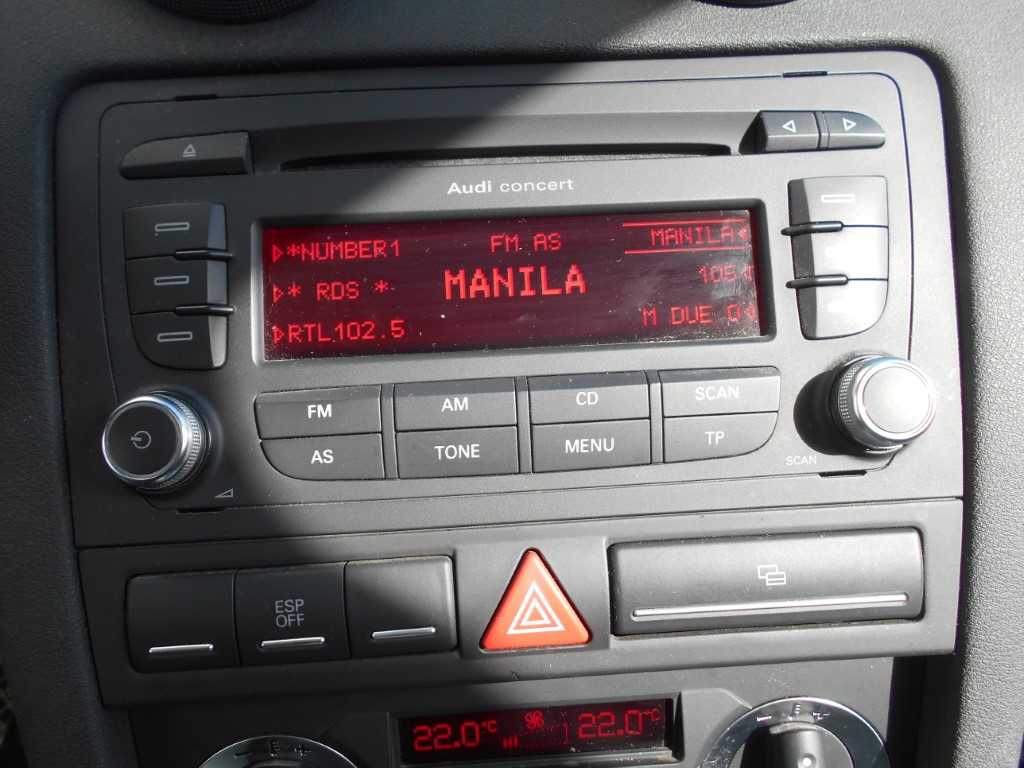 Audi concert
*NUMBER1 FM AS MANILA
* RDS * MANILA 105
RTL102.5 M DUE O
FM AM CD SCAN
AS TONE MENU TP
SCAN
ESP
OFF
22.0°C 22.0°C